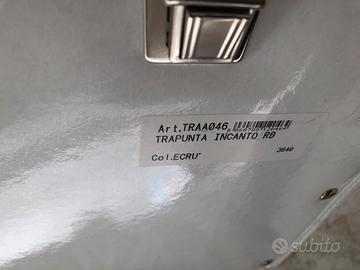 Art.TRAA046
TRAPUNTA INCANTO RB
3640
Col.ECRU'
subito